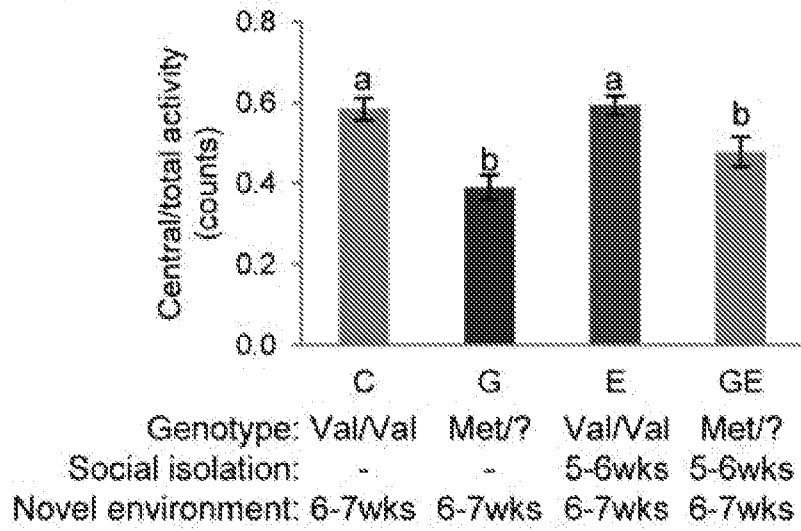 0.8
0.6
0.4
0.2
0.0
Central/total activity
(counts)
a
b
a
b
C G E GE
Genotype: Val/Val Met/? Val/Val Met/?
Social isolation: - - 5-6wks 5-6wks
Novel environment: 6-7wks 6-7wks 6-7wks 6-7wks